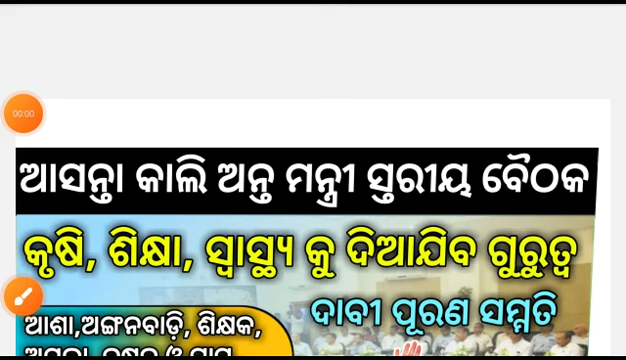 00:00
ଆସନ୍ତା କାଲି ଅନ୍ତ ମନ୍ତ୍ରୀ ସ୍ତରୀୟ ବୈଠକ
କୃଷି, ଶିକ୍ଷା, ସ୍ୱାସ୍ଥ୍ୟ କୁ ଦିଆଯିବ ଗୁରୁତ୍ୱ
ଦାବୀ ପୂରଣ ସମ୍ମତି
ଆଶା,ଅଙ୍ଗନବାଡ଼ି, ଶିକ୍ଷକ,